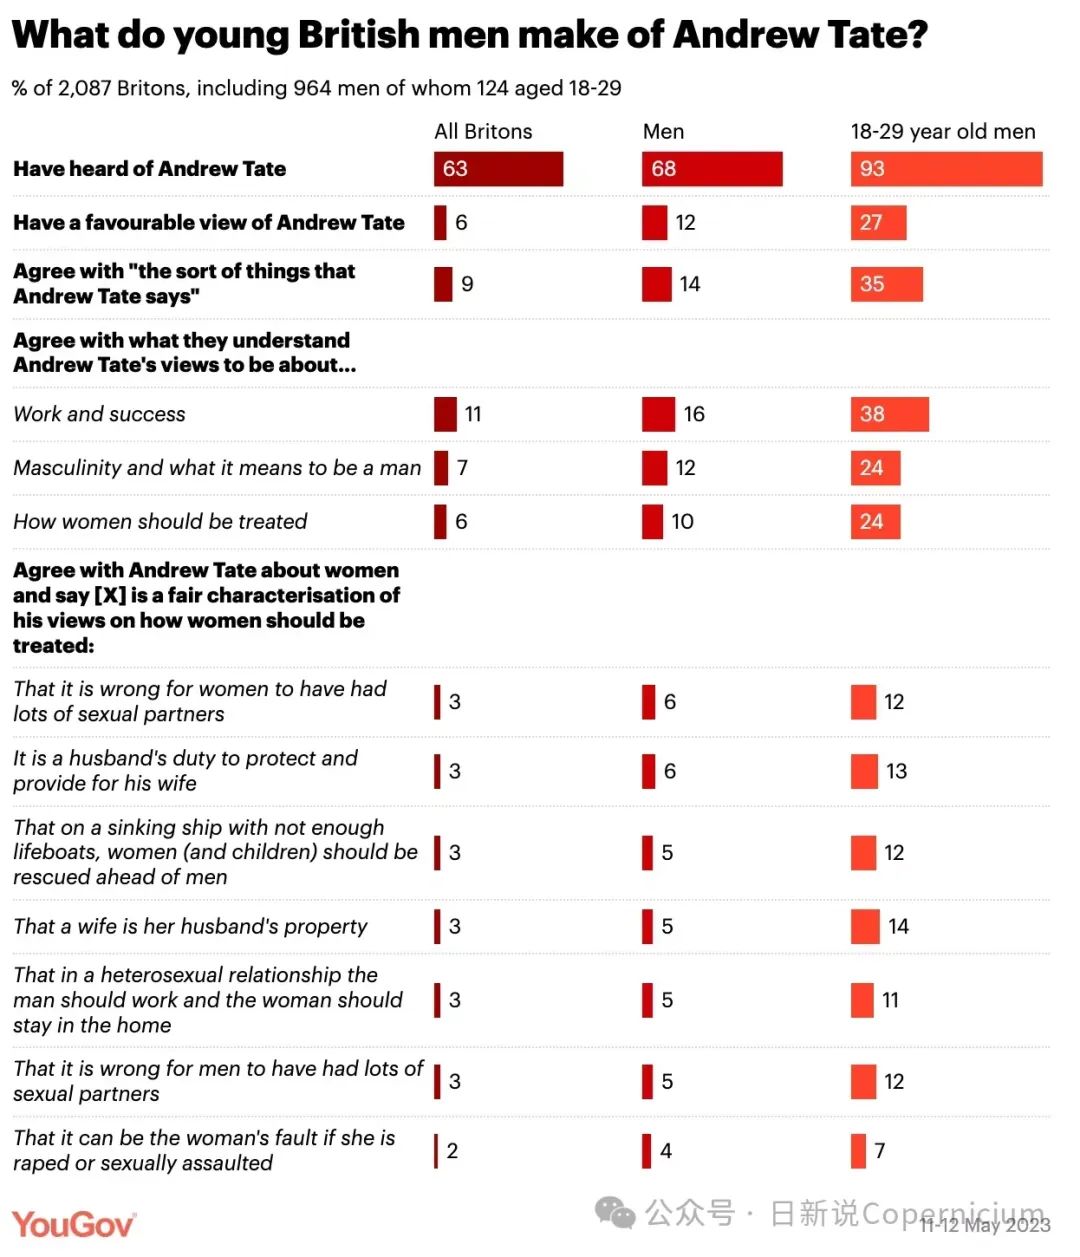 What do young British men make of Andrew Tate?
% of 2,087 Britons, including 964 men of whom 124 aged 18-29
All Britons Men 18-29 year old men
Have heard of Andrew Tate 63 68 93
Have a favourable view of Andrew Tate 6 12 27
Agree with "the sort of things that
Andrew Tate says" 9 14 35
Agree with what they understand
Andrew Tate's views to be about...
Work and success 11 16 38
Masculinity and what it means to be a man 7 12 24
How women should be treated 6 10 24
Agree with Andrew Tate about women
and say [X] is a fair characterisation of
his views on how women should be
treated:
That it is wrong for women to have had
lots of sexual partners 3 6 12
It is a husband's duty to protect and
provide for his wife 3 6 13
That on a sinking ship with not enough
lifeboats, women (and children) should be
rescued ahead of men 3 5 12
That a wife is her husband's property 3 5 14
That in a heterosexual relationship the
man should work and the woman should
stay in the home 3 5 11
That it is wrong for men to have had lots of
sexual partners 3 5 12
That it can be the woman's fault if she is
raped or sexually assaulted 2 4 7
YouGov®
公众号 · 日新说Copernicium
11-12 May 2023